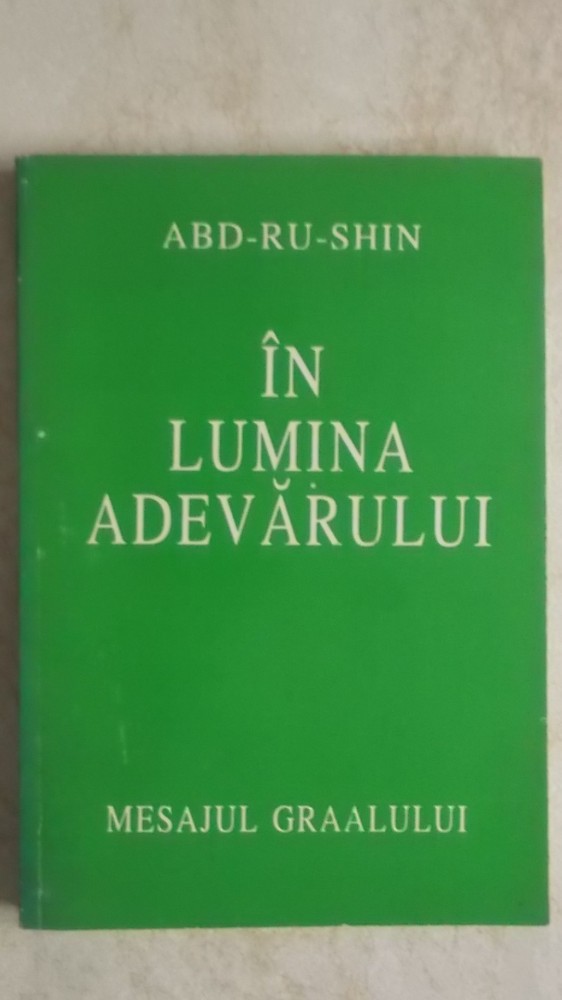 ABD-RU-SHIN
ÎN
LUMINA
ADEVĂRULUI
MESAJUL GRAALULUI